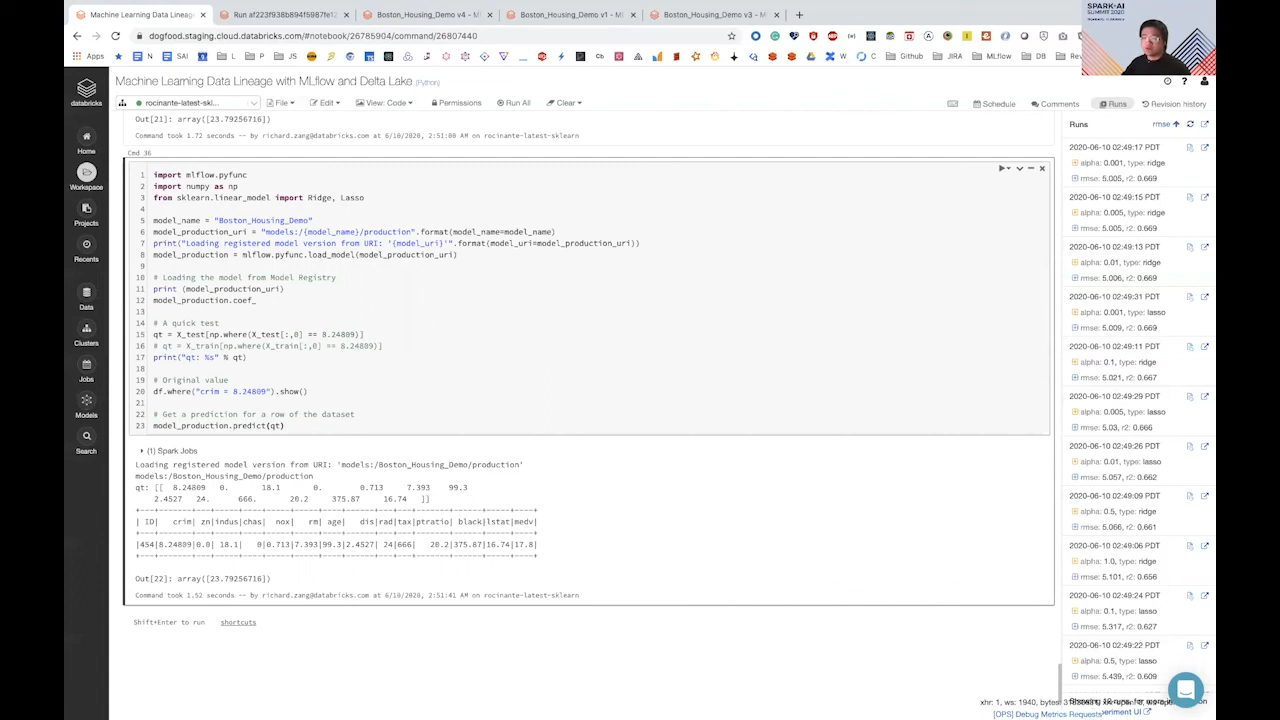 Machine Learning Data Lineage
Run af223f938b894f5987fe12
Boston_Housing_Demo v4 - M
Boston_Housing_Demo v1 - ML
Boston_Housing_Demo v3 -
SPARK+AI
SUMMIT 2020
dogfood.staging.cloud.databricks.com/#notebook/26785904/command/26807440
Apps
N
SAI
L
P
JS
Cb
N
W
C
Github
JIRA
MLflow
DB
Machine Learning Data Lineage with MLflow and Delta Lake (Python)
databricks
rocinante-latest-skl...
File
Edit
View: Code
Permissions
Run All
Clear
Schedule
Comments
Runs
Revision history
Home
Workspace
Projects
Recents
Data
Clusters
Jobs
Models
Search
Out[21]: array([23.79256716])
Command took 1.72 seconds -- by richard.zang@databricks.com at 6/10/2020, 2:51:00 AM on rocinante-latest-sklearn
Cmd 36
1 import mlflow.pyfunc
2 import numpy as np
3 from sklearn.linear_model import Ridge, Lasso
4
5 model_name = "Boston_Housing_Demo"
6 model_production_uri = "models:/{model_name}/production".format(model_name=model_name)
7 print("Loading registered model version from URI: '{model_uri}'".format(model_uri=model_production_uri))
8 model_production = mlflow.pyfunc.load_model(model_production_uri)
9
10 # Loading the model from Model Registry
11 print (model_production_uri)
12 model_production.coef_
13
14 # A quick test
15 qt = X_test[np.where(X_test[:,0] == 8.24809)]
16 # qt = X_train[np.where(X_train[:,0] == 8.24809)]
17 print("qt: %s" % qt)
18
19 # Original value
20 df.where("crim = 8.24809").show()
21
22 # Get a prediction for a row of the dataset
23 model_production.predict(qt)
(1) Spark Jobs
Loading registered model version from URI: 'models:/Boston_Housing_Demo/production'
models:/Boston_Housing_Demo/production
qt: [[ 8.24809 0. 18.1 0. 0.713 7.393 99.3
2.4527 24. 666. 20.2 375.87 16.74 ]]
+---+-------+---+-----+----+-----+-----+----+------+---+---+-------+------+-----+----+
| ID| crim| zn|indus|chas| nox| rm| age| dis|rad|tax|ptratio| black|lstat|medv|
+---+-------+---+-----+----+-----+-----+----+------+---+---+-------+------+-----+----+
|454|8.24809|0.0| 18.1| 0|0.713|7.393|99.3|2.4527| 24|666| 20.2|375.87|16.74|17.8|
+---+-------+---+-----+----+-----+-----+----+------+---+---+-------+------+-----+----+
Out[22]: array([23.79256716])
Command took 1.52 seconds -- by richard.zang@databricks.com at 6/10/2020, 2:51:41 AM on rocinante-latest-sklearn
Shift+Enter to run shortcuts
Runs
rmse
2020-06-10 02:49:17 PDT
alpha: 0.001, type: ridge
rmse: 5.005, r2: 0.669
2020-06-10 02:49:15 PDT
alpha: 0.005, type: ridge
rmse: 5.005, r2: 0.669
2020-06-10 02:49:13 PDT
alpha: 0.01, type: ridge
rmse: 5.006, r2: 0.669
2020-06-10 02:49:31 PDT
alpha: 0.001, type: lasso
rmse: 5.009, r2: 0.669
2020-06-10 02:49:11 PDT
alpha: 0.1, type: ridge
rmse: 5.021, r2: 0.667
2020-06-10 02:49:29 PDT
alpha: 0.005, type: lasso
rmse: 5.03, r2: 0.666
2020-06-10 02:49:26 PDT
alpha: 0.01, type: lasso
rmse: 5.057, r2: 0.662
2020-06-10 02:49:09 PDT
alpha: 0.5, type: ridge
rmse: 5.066, r2: 0.661
2020-06-10 02:49:06 PDT
alpha: 1.0, type: ridge
rmse: 5.101, r2: 0.656
2020-06-10 02:49:24 PDT
alpha: 0.1, type: lasso
rmse: 5.317, r2: 0.627
2020-06-10 02:49:22 PDT
alpha: 0.5, type: lasso
rmse: 5.439, r2: 0.609
xhr: 1, ws: 1940, bytes:
[OPS] Debug Metrics Requests